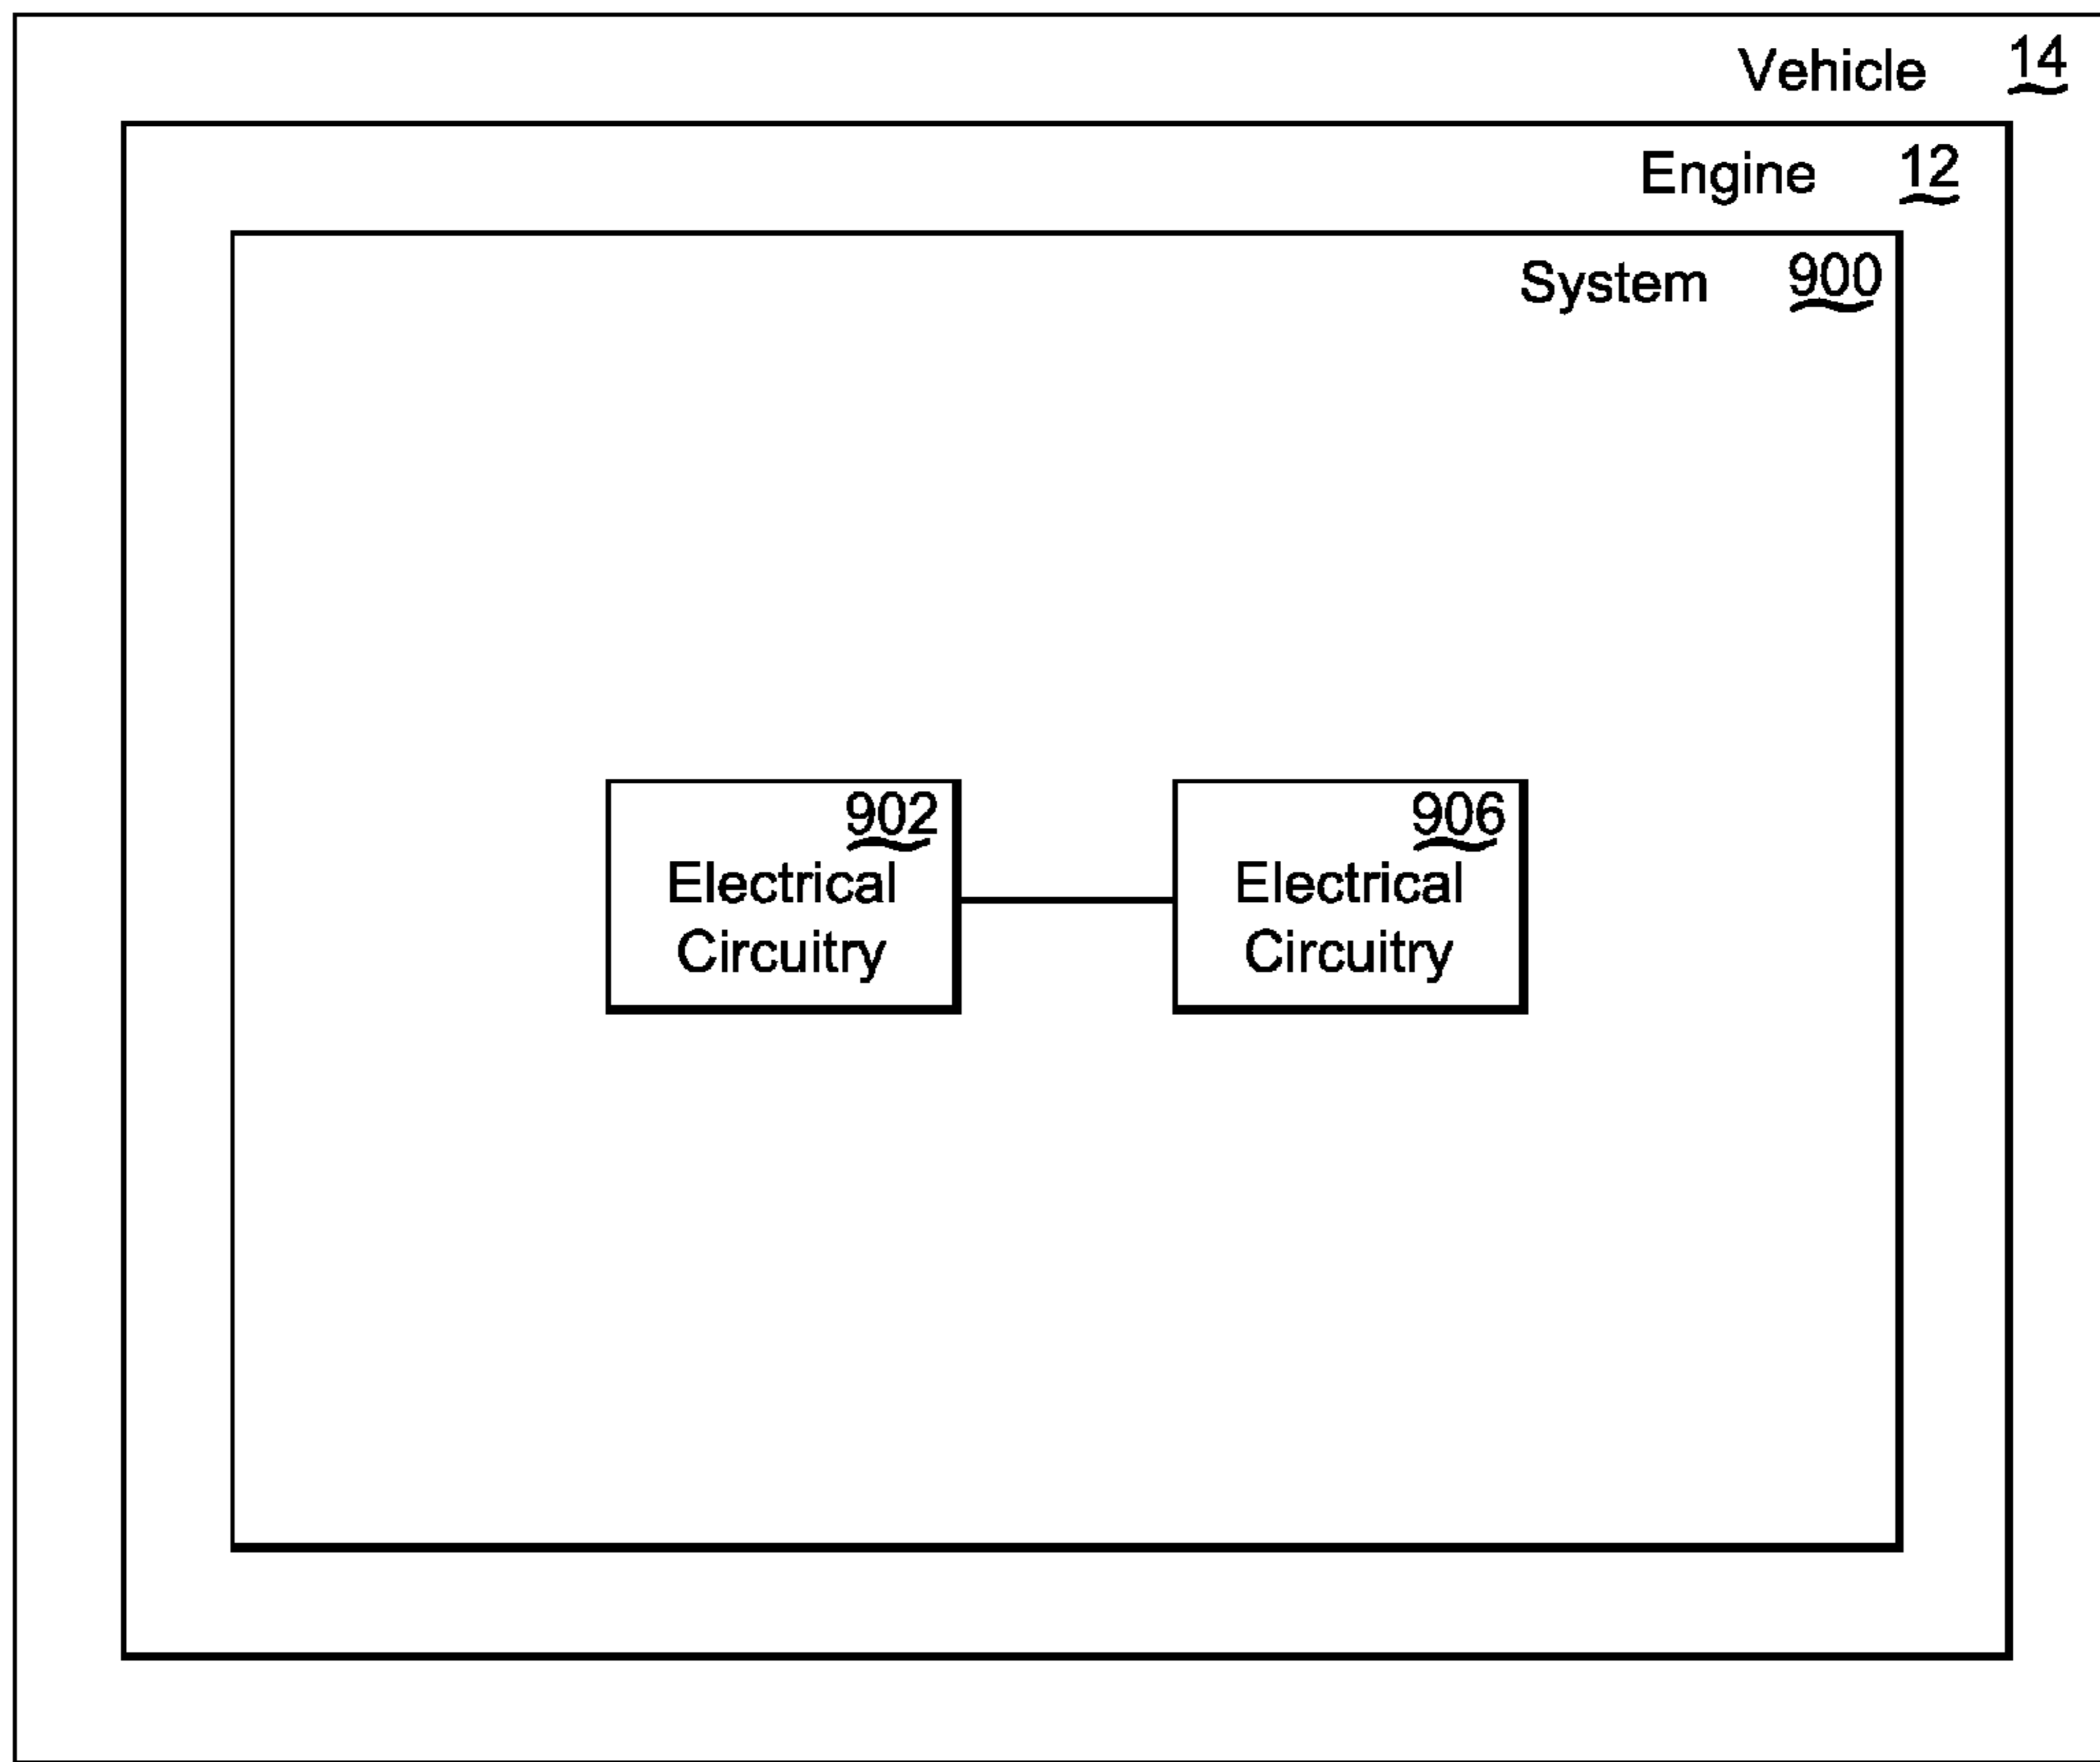 Vehicle 14
Engine 12
System 900
902
Electrical
Circuitry
906
Electrical
Circuitry